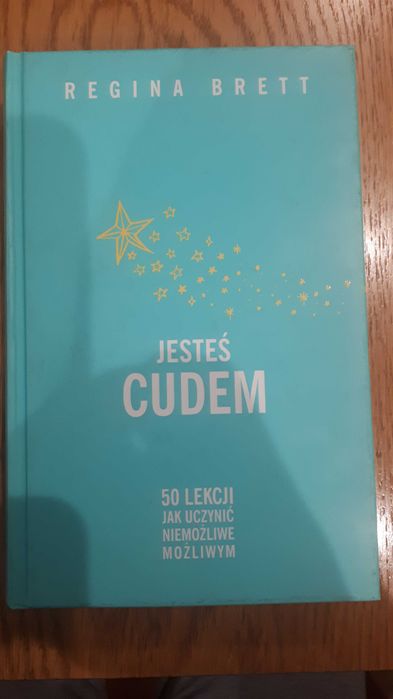 REGINA BRETT
JESTEŚ
CUDEM
50 LEKCJI
JAK UCZYNIĆ
NIEMOŻLIWE
MOŻLIWYM